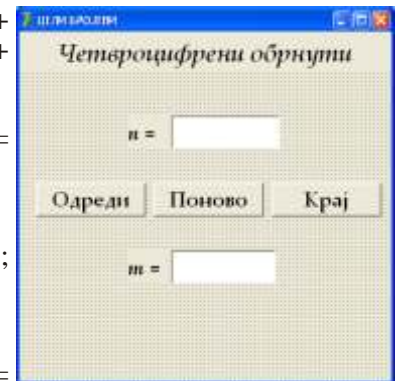 +
+
Четвроцифрени обрнути
n =
=
Одреди Поново Крај
;
m =
=